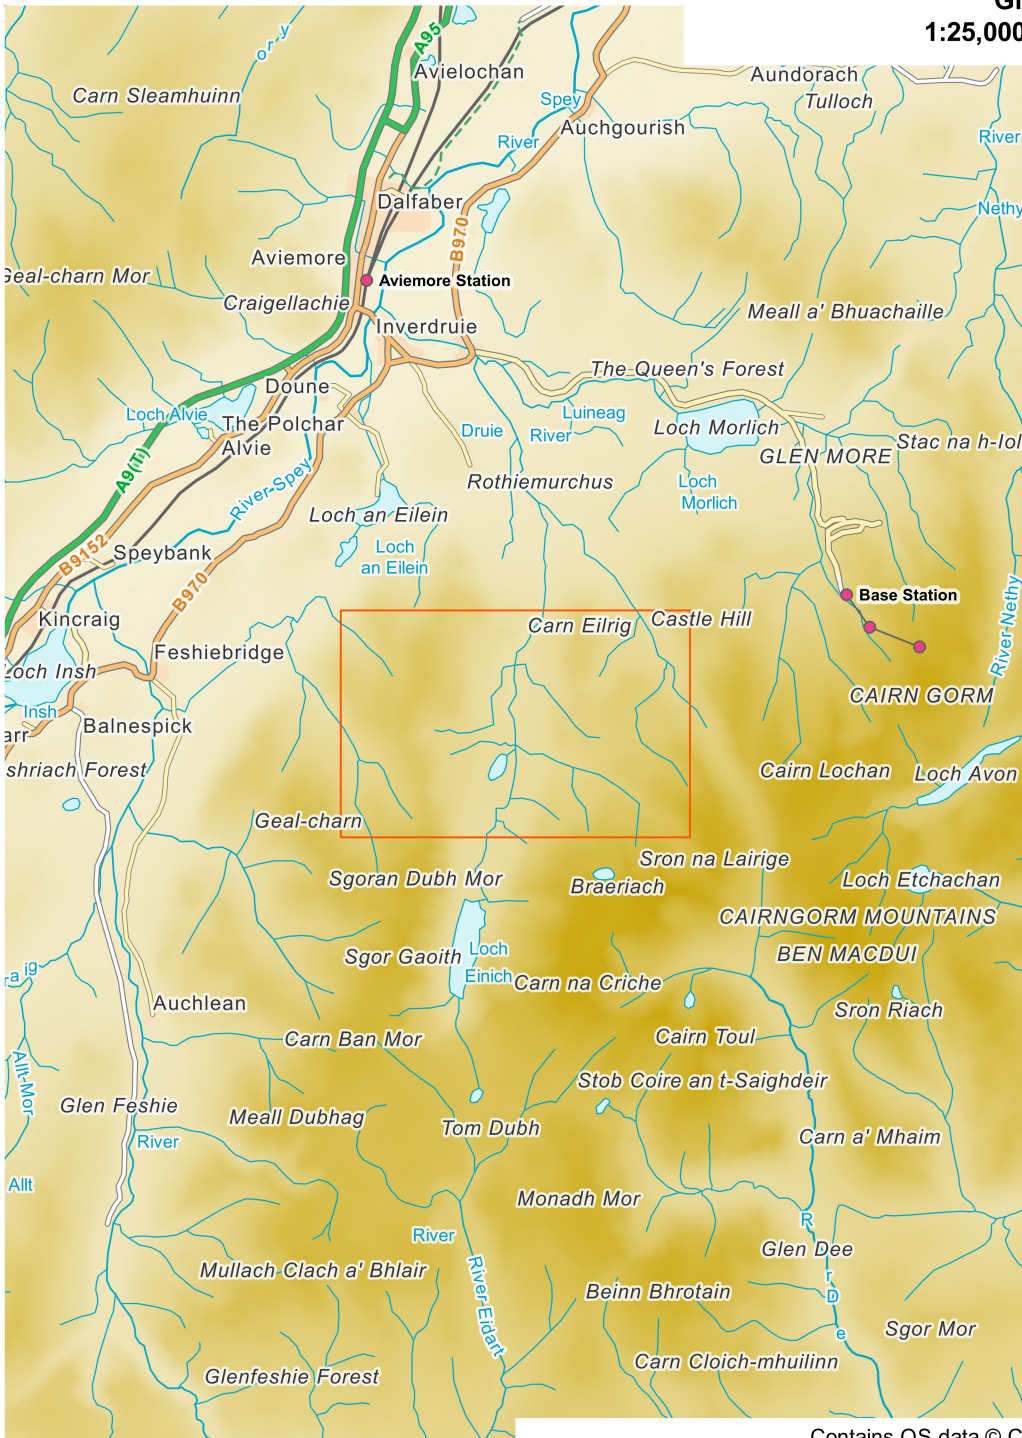 1:25,000
A95
Avielochan
Aundorach
Tulloch
Carn Sleamhuinn
Spey
Auchgourish
River
River
Nethy
Dalfaber
B970
Aviemore
Aviemore Station
Geal-charn Mor
Craigellachie
Inverdruie
Meall a' Bhuachaille
The Queen's Forest
Doune
Loch Alvie
The Polchar
Alvie
Luineag
River
Druie
Loch Morlich
GLEN MORE
Stac na h-Iol
A9(T)
River-Spey
Rothiemurchus
Loch
Morlich
Loch an Eilein
Loch
an Eilein
B9152
Speybank
B970
Base Station
River-Nethy
Kincraig
Carn Eilrig
Castle Hill
Feshiebridge
Loch Insh
Insh
CAIRN GORM
arr
Balnespick
shriach Forest
Cairn Lochan
Loch Avon
Geal-charn
Sgoran Dubh Mor
Sron na Lairige
Braeriach
Loch Etchachan
CAIRNGORM MOUNTAINS
Sgor Gaoith
Loch
Einich
BEN MACDUI
Carn na Criche
raig
Auchlean
Sron Riach
Carn Ban Mor
Cairn Toul
Allt-Mor
Stob Coire an t-Saighdeir
Glen Feshie
Meall Dubhag
Tom Dubh
River
Carn a' Mhaim
Allt
Monadh Mor
R
River
Glen Dee
Mullach Clach a' Bhlair
River-Eidart
r
D
e
Beinn Bhrotain
Sgor Mor
Carn Cloich-mhuilinn
Glenfeshie Forest
Contains OS data © C